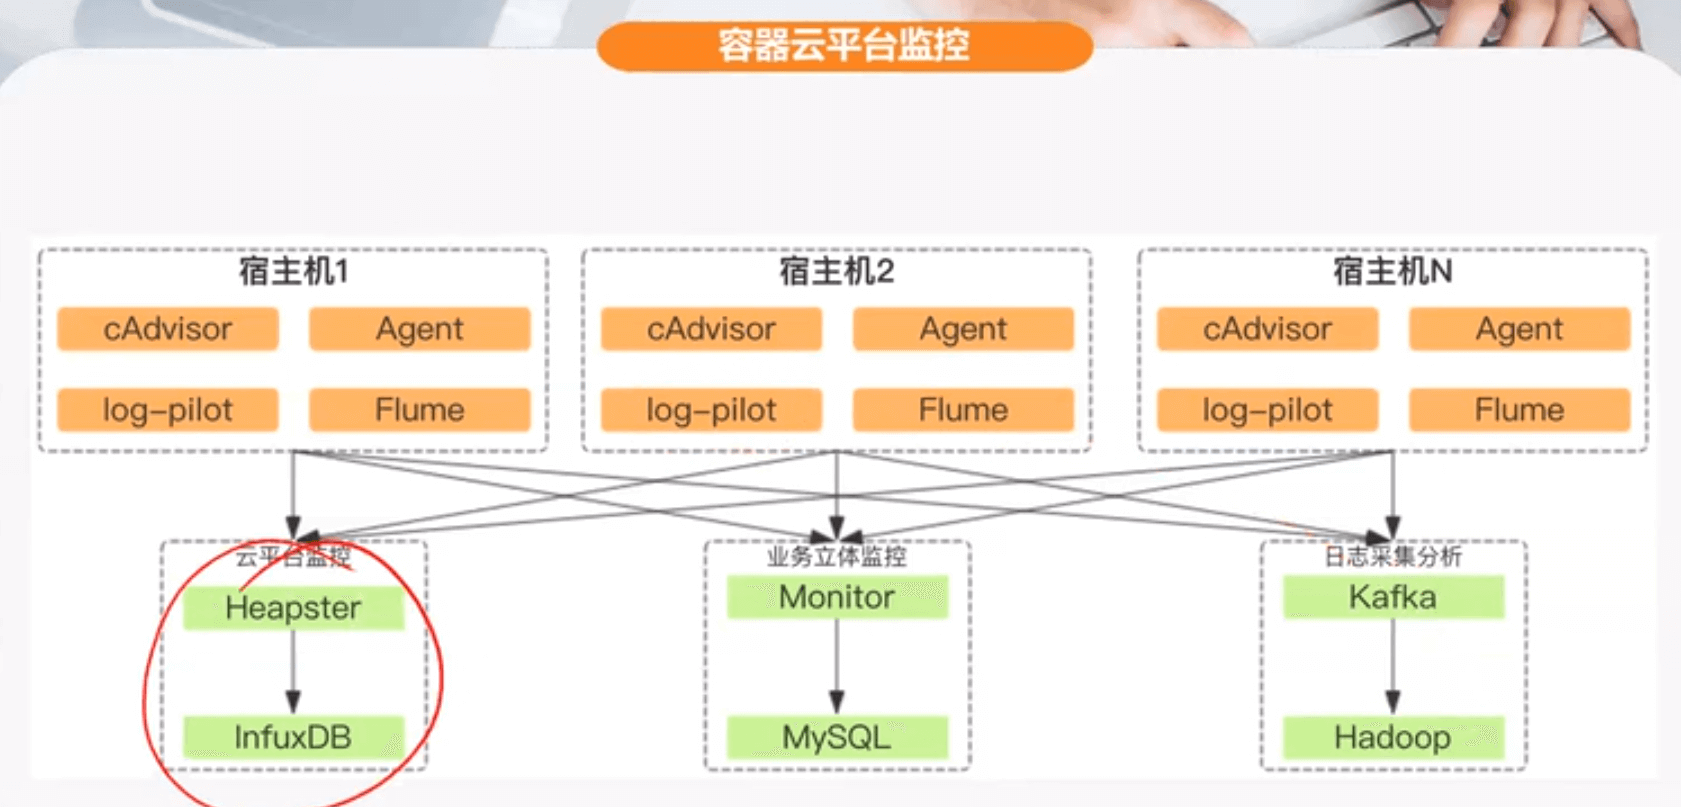 容器云平台监控
宿主机1
cAdvisor
Agent
log-pilot
Flume
宿主机2
cAdvisor
Agent
log-pilot
Flume
宿主机N
cAdvisor
Agent
log-pilot
Flume
云平台监控
Heapster
InfuxDB
业务立体监控
Monitor
MySQL
日志采集分析
Kafka
Hadoop